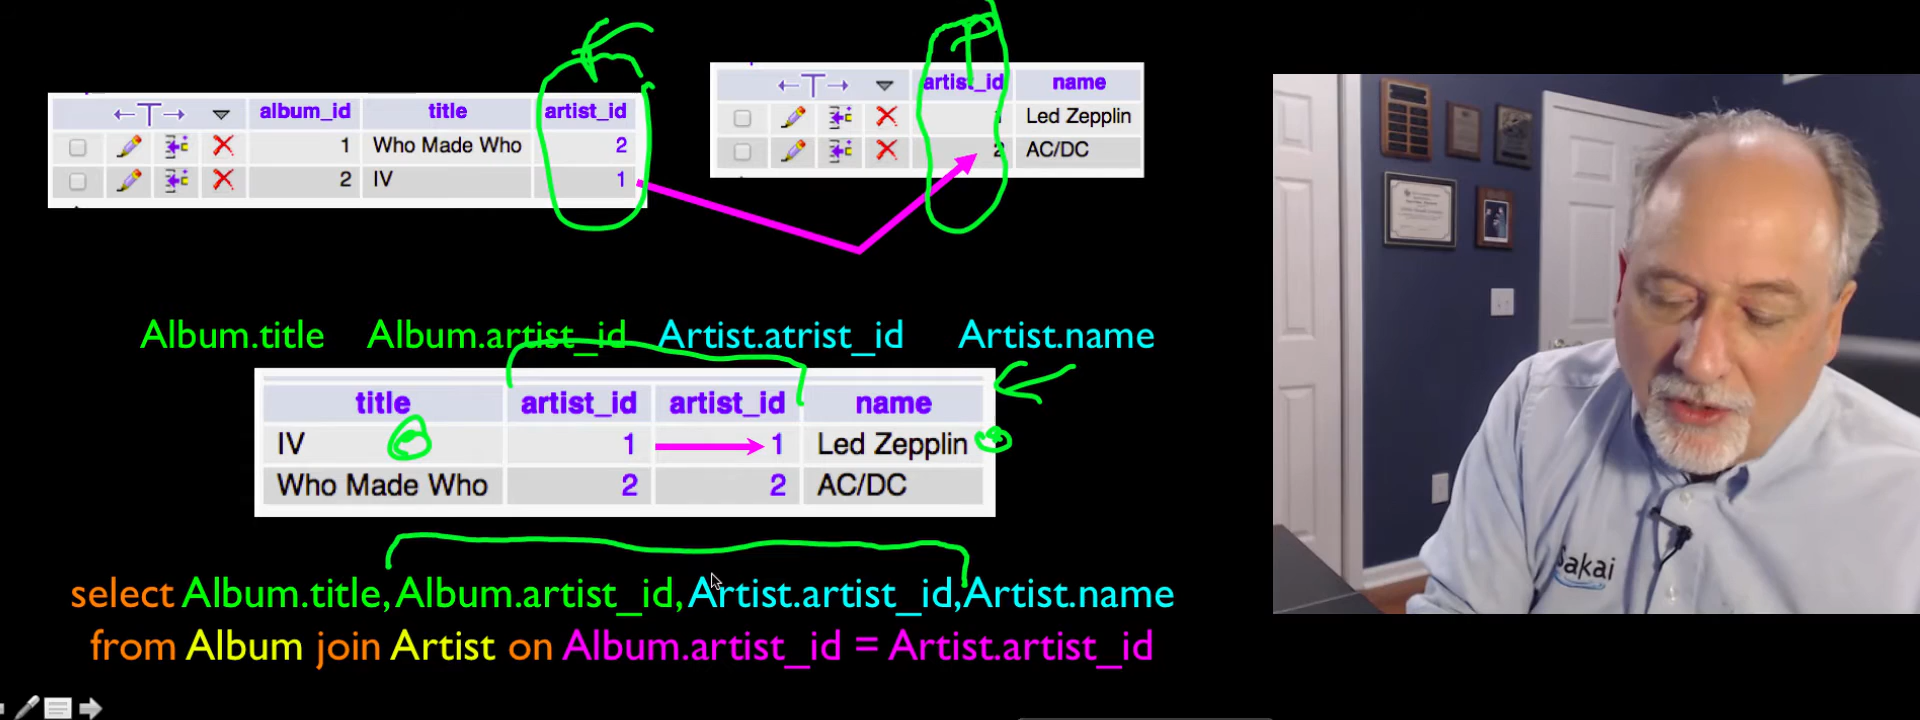 album_id title artist_id
1 Who Made Who 2
2 IV 1
artist_id name
1 Led Zepplin
2 AC/DC
Album.title Album.artist_id Artist.atrist_id Artist.name
title artist_id artist_id name
IV 1 1 Led Zepplin
Who Made Who 2 2 AC/DC
select Album.title, Album.artist_id, Artist.artist_id, Artist.name
from Album join Artist on Album.artist_id = Artist.artist_id
Sakai